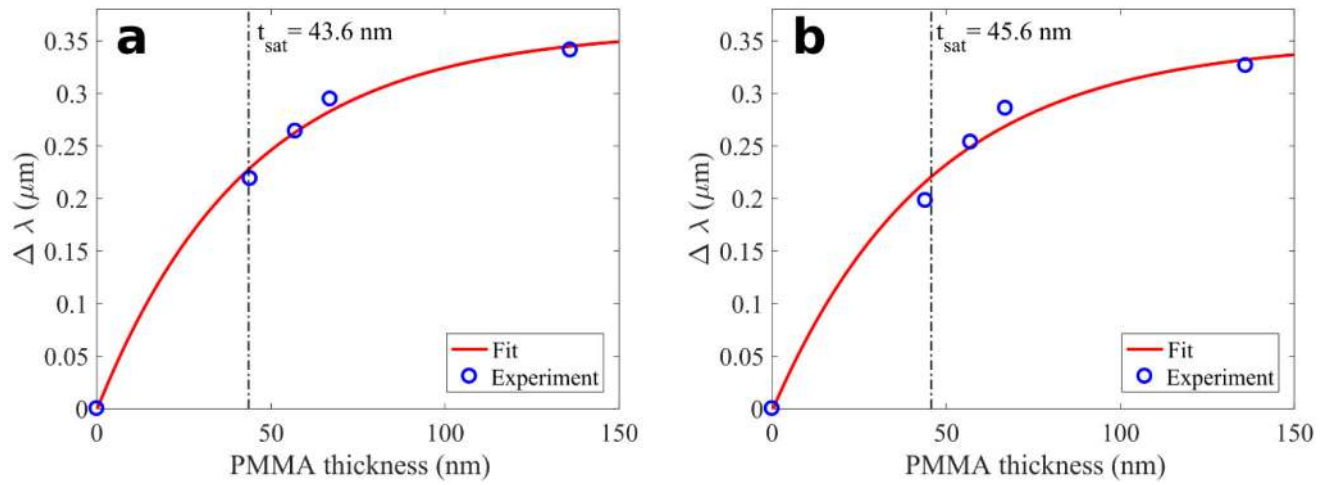 a
t_sat = 43.6 nm
0.35
0.3
0.25
0.2
0.15
0.1
0.05
0
Δ λ (μm)
Fit
Experiment
0 50 100 150
PMMA thickness (nm)
b
t_sat = 45.6 nm
0.35
0.3
0.25
0.2
0.15
0.1
0.05
0
Δ λ (μm)
Fit
Experiment
0 50 100 150
PMMA thickness (nm)